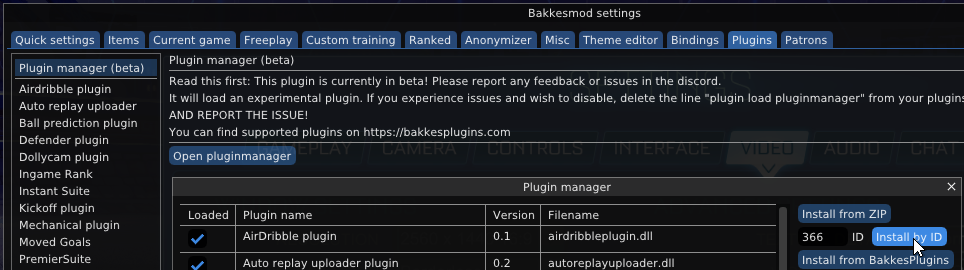 Bakkesmod settings
Quick settings Items Current game Freeplay Custom training Ranked Anonymizer Misc Theme editor Bindings Plugins Patrons
Plugin manager (beta)
Airdribble plugin
Auto replay uploader
Ball prediction plugin
Defender plugin
Dollycam plugin
Ingame Rank
Instant Suite
Kickoff plugin
Mechanical plugin
Moved Goals
PremierSuite
Plugin manager (beta)
Read this first: This plugin is currently in beta! Please report any feedback or issues in the discord.
It will load an experimental plugin. If you experience issues and wish to disable, delete the line "plugin load pluginmanager" from your plugins
AND REPORT THE ISSUE!
You can find supported plugins on https://bakkesplugins.com
Open pluginmanager
GAMEPLAY CAMERA CONTROLS INTERFACE VIDEO AUDIO CHAT
Plugin manager
Loaded Plugin name Version Filename
AirDribble plugin 0.1 airdribbleplugin.dll
Auto replay uploader plugin 0.2 autoreplayuploader.dll
Install from ZIP
366 ID Install by ID
Install from BakkesPlugins